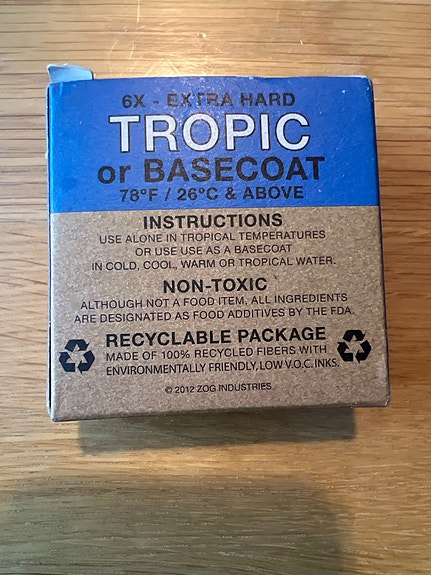 6X - EXTRA HARD
TROPIC
or BASECOAT
78°F / 26°C & ABOVE
INSTRUCTIONS
USE ALONE IN TROPICAL TEMPERATURES
OR USE USE AS A BASECOAT
IN COLD, COOL, WARM OR TROPICAL WATER.
NON-TOXIC
ALTHOUGH NOT A FOOD ITEM, ALL INGREDIENTS
ARE DESIGNATED AS FOOD ADDITIVES BY THE FDA.
RECYCLABLE PACKAGE
MADE OF 100% RECYCLED FIBERS WITH
ENVIRONMENTALLY FRIENDLY, LOW V.O.C. INKS.
© 2012 ZOG INDUSTRIES